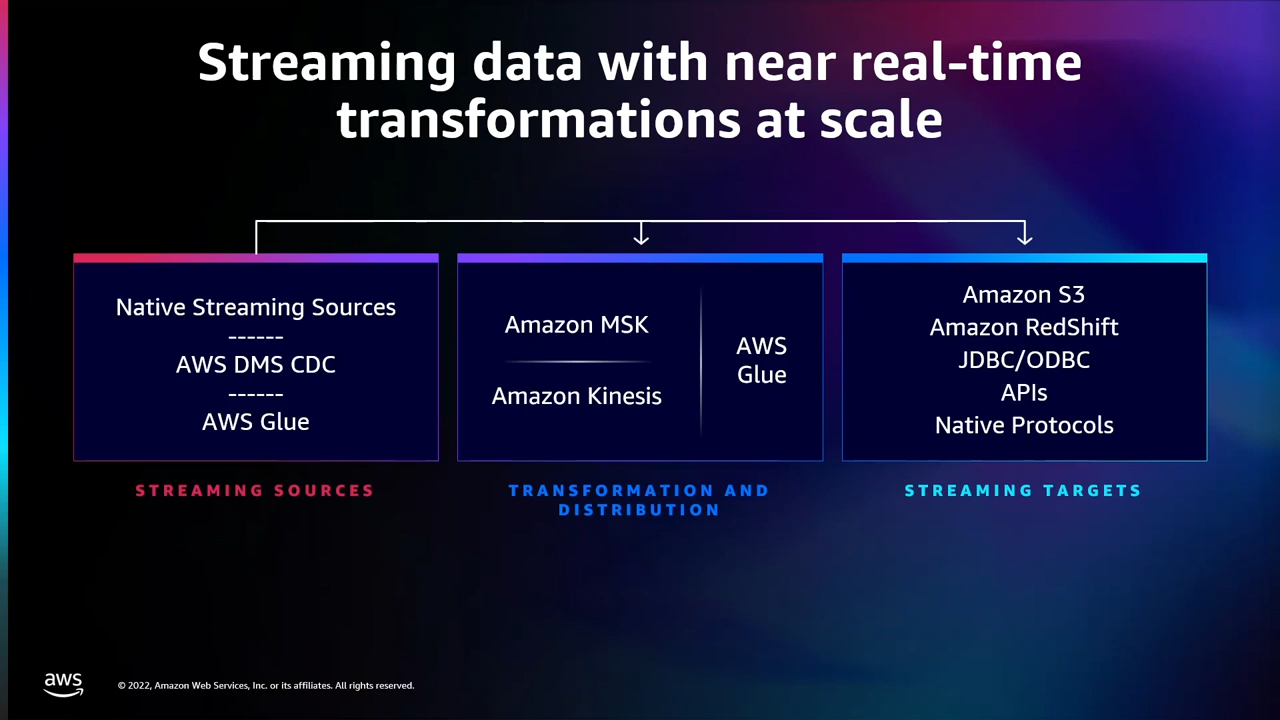 Streaming data with near real-time
transformations at scale
Native Streaming Sources
------
AWS DMS CDC
------
AWS Glue
STREAMING SOURCES
Amazon MSK
Amazon Kinesis
AWS
Glue
TRANSFORMATION AND
DISTRIBUTION
Amazon S3
Amazon RedShift
JDBC/ODBC
APIs
Native Protocols
STREAMING TARGETS
aws
© 2022, Amazon Web Services, Inc. or its affiliates. All rights reserved.